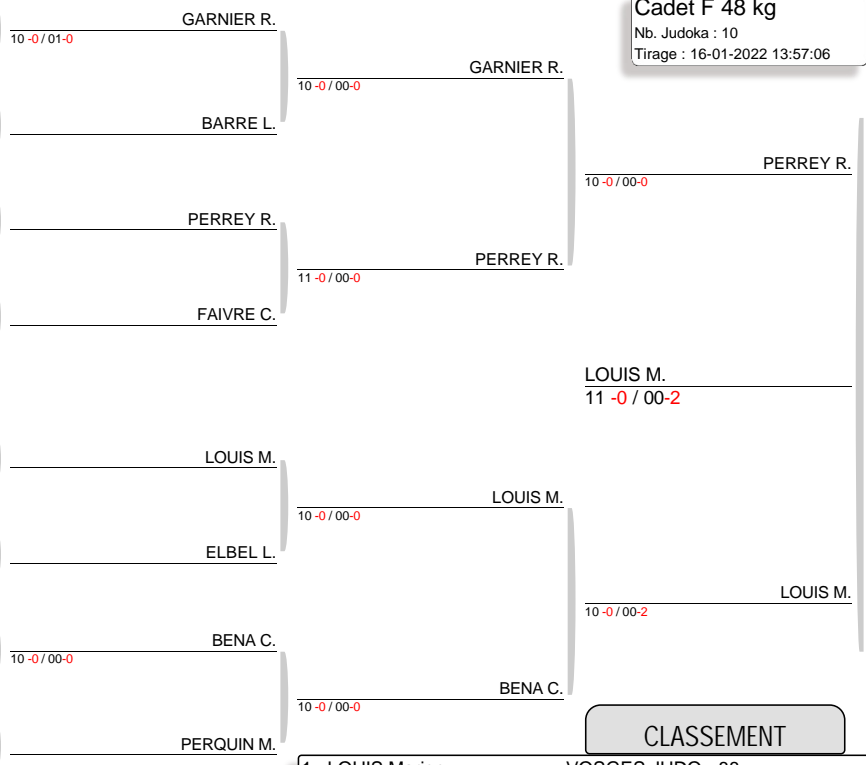 Cadet F 48 kg
Nb. Judoka : 10
Tirage : 16-01-2022 13:57:06
GARNIER R.
10 -0 / 01-0
BARRE L.
PERREY R.
FAIVRE C.
LOUIS M.
ELBEL L.
BENA C.
10 -0 / 00-0
PERQUIN M.
GARNIER R.
10 -0 / 00-0
PERREY R.
11 -0 / 00-0
LOUIS M.
10 -0 / 00-0
BENA C.
10 -0 / 00-0
PERREY R.
10 -0 / 00-0
LOUIS M.
11 -0 / 00-2
LOUIS M.
10 -0 / 00-2
CLASSEMENT